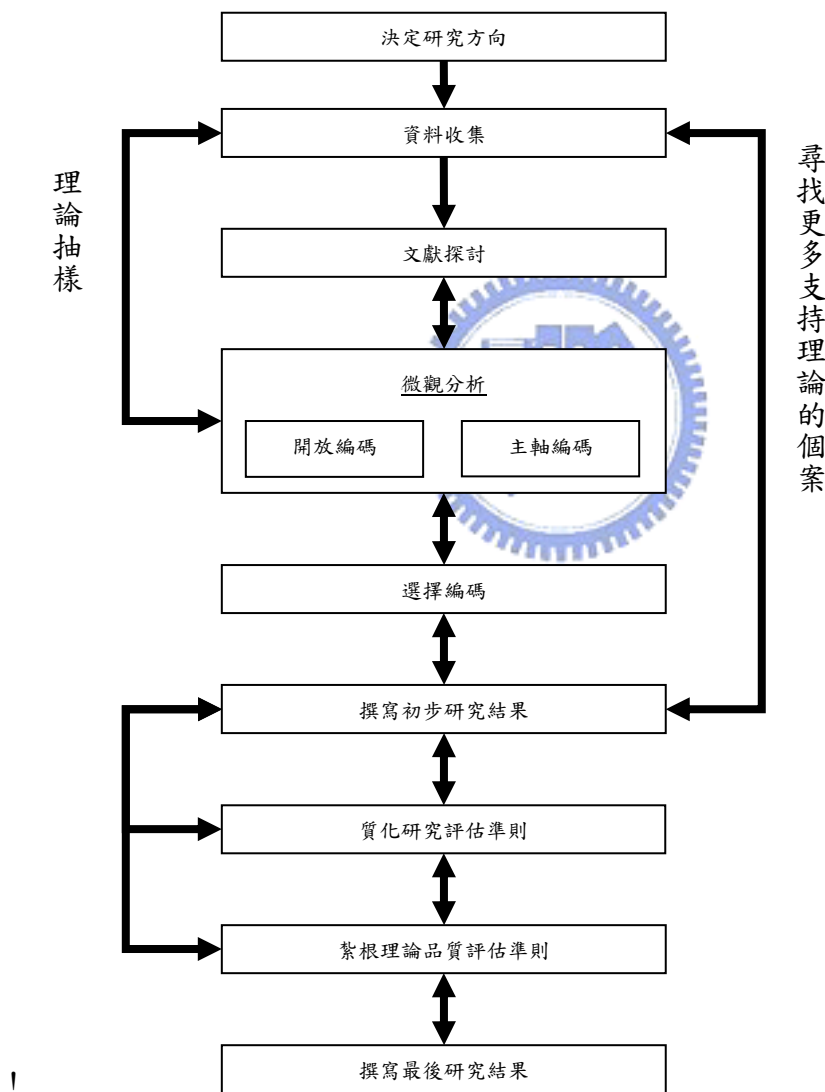 決定研究方向
資料收集
理論抽樣
尋找更多支持理論的個案
文獻探討
微觀分析
開放編碼
主軸編碼
選擇編碼
撰寫初步研究結果
質化研究評估準則
紮根理論品質評估準則
撰寫最後研究結果
!